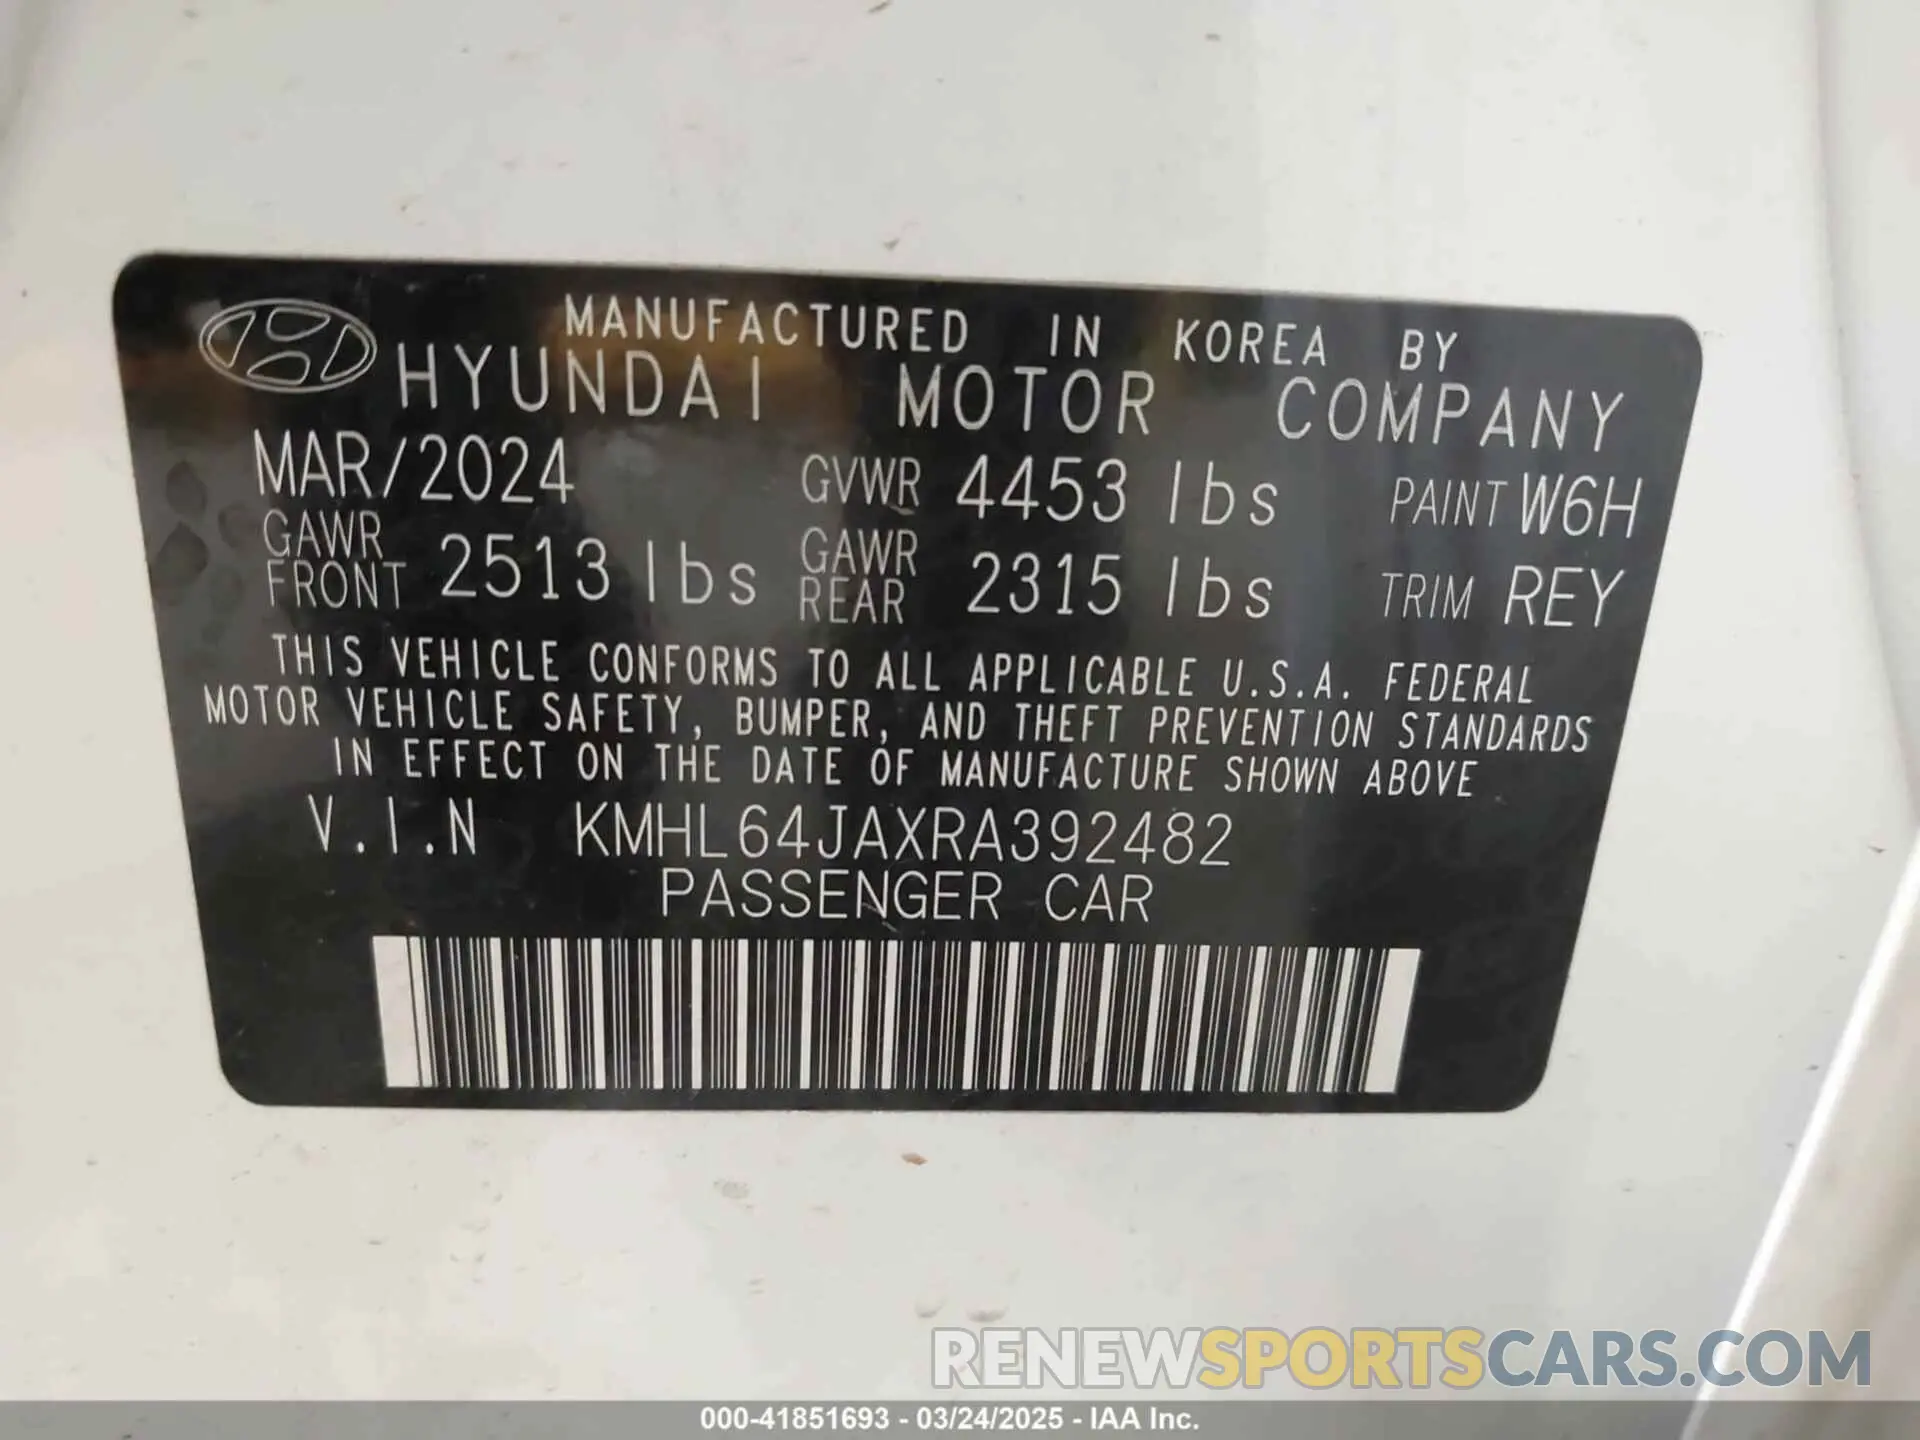 MANUFACTURED IN KOREA BY
HYUNDAI MOTOR COMPANY
MAR/2024 GVWR 4453 lbs PAINT W6H
GAWR FRONT 2513 lbs GAWR REAR 2315 lbs TRIM REY
THIS VEHICLE CONFORMS TO ALL APPLICABLE U.S.A. FEDERAL
MOTOR VEHICLE SAFETY, BUMPER, AND THEFT PREVENTION STANDARDS
IN EFFECT ON THE DATE OF MANUFACTURE SHOWN ABOVE
V.I.N KMHL64JAXRA392482
PASSENGER CAR
RENEWSPORTSCARS.COM
000-41851693 - 03/24/2025 - IAA Inc.